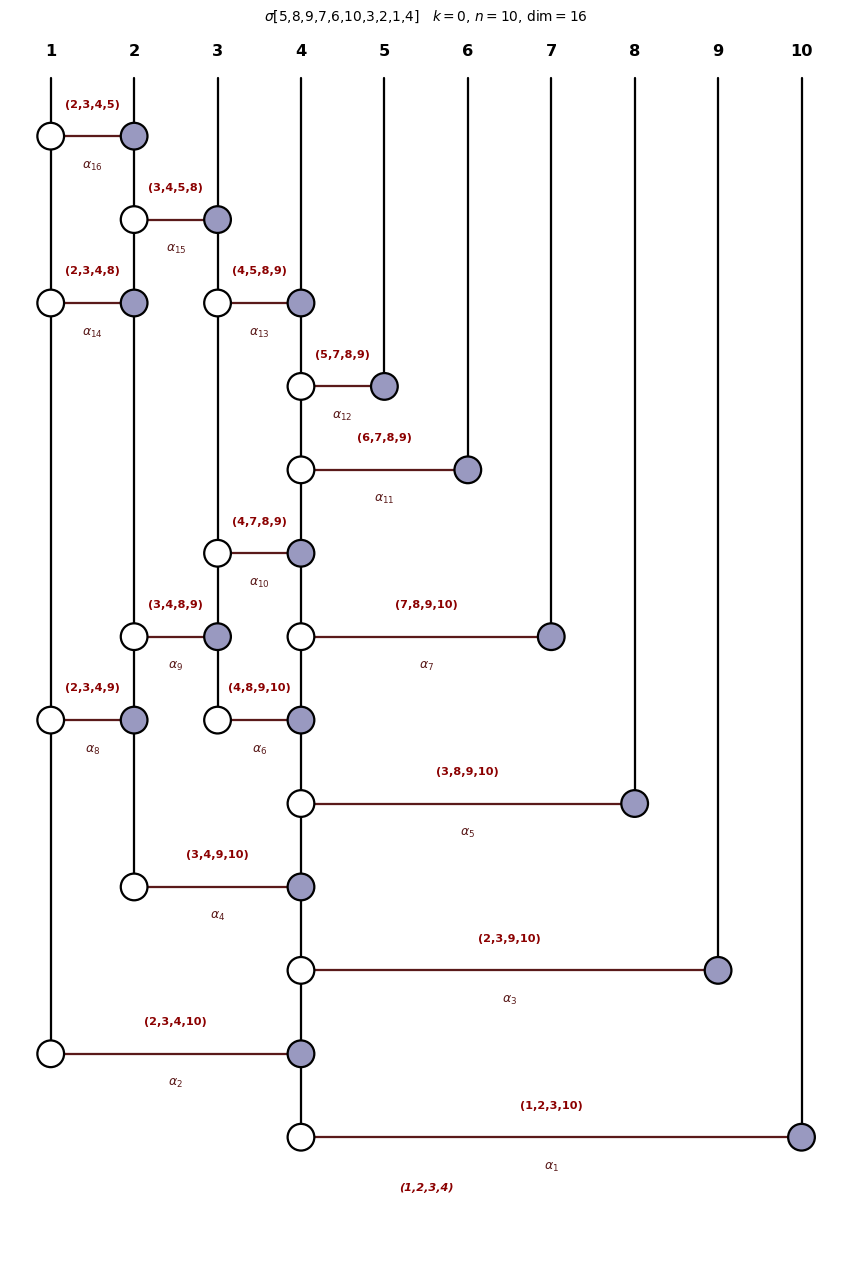 σ[5,8,9,7,6,10,3,2,1,4]   k=0, n=10, dim=16
1 2 3 4 5 6 7 8 9 10
(2,3,4,5)
α₁₆
(3,4,5,8)
α₁₅
(2,3,4,8) (4,5,8,9)
α₁₄ α₁₃
(5,7,8,9)
α₁₂
(6,7,8,9)
α₁₁
(4,7,8,9)
α₁₀
(3,4,8,9) (7,8,9,10)
α₉ α₇
(2,3,4,9) (4,8,9,10)
α₈ α₆
(3,8,9,10)
α₅
(3,4,9,10)
α₄
(2,3,9,10)
α₃
(2,3,4,10)
α₂
(1,2,3,10)
α₁
(1,2,3,4)